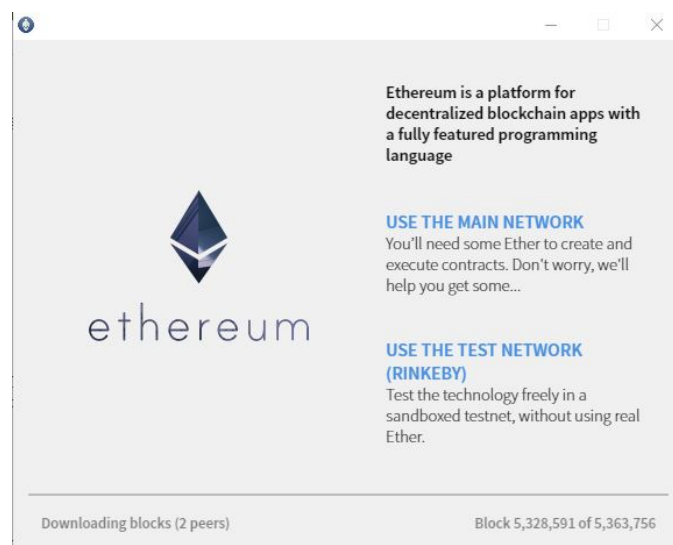 Ethereum is a platform for
decentralized blockchain apps with
a fully featured programming
language
USE THE MAIN NETWORK
You'll need some Ether to create and
execute contracts. Don't worry, we'll
help you get some...
ethereum
USE THE TEST NETWORK
(RINKEBY)
Test the technology freely in a
sandboxed testnet, without using real
Ether.
Downloading blocks (2 peers)
Block 5,328,591 of 5,363,756